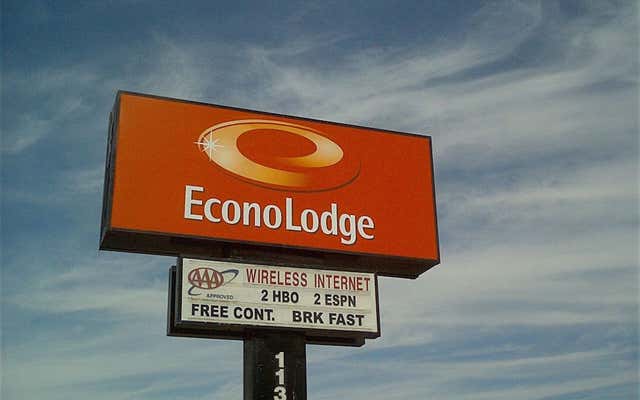 EconoLodge
AAA WIRELESS INTERNET
APPROVED 2 HBO 2 ESPN
FREE CONT. BRK FAST
113